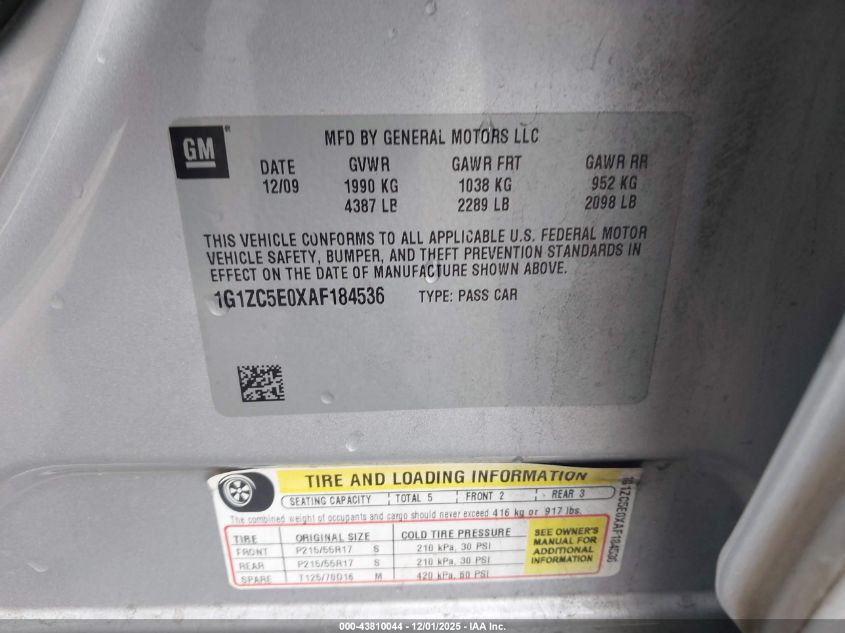 GM ®
MFD BY GENERAL MOTORS LLC
DATE GVWR GAWR FRT GAWR RR
12/09 1990 KG 1038 KG 952 KG
4387 LB 2289 LB 2098 LB
THIS VEHICLE CONFORMS TO ALL APPLICABLE U.S. FEDERAL MOTOR
VEHICLE SAFETY, BUMPER, AND THEFT PREVENTION STANDARDS IN
EFFECT ON THE DATE OF MANUFACTURE SHOWN ABOVE.
1G1ZC5E0XAF184536 TYPE: PASS CAR
TIRE AND LOADING INFORMATION
SEATING CAPACITY TOTAL 5 FRONT 2 REAR 3
The combined weight of occupants and cargo should never exceed 416 kg or 917 lbs.
TIRE ORIGINAL SIZE COLD TIRE PRESSURE
FRONT P215/55R17 S 210 kPa, 30 PSI
REAR P215/55R17 S 210 kPa, 30 PSI
SPARE T125/70D16 M 420 kPa, 60 PSI
SEE OWNER'S
MANUAL FOR
ADDITIONAL
INFORMATION
1G1ZC5E0XAF184536
000-43810044 - 12/01/2025 - IAA Inc.